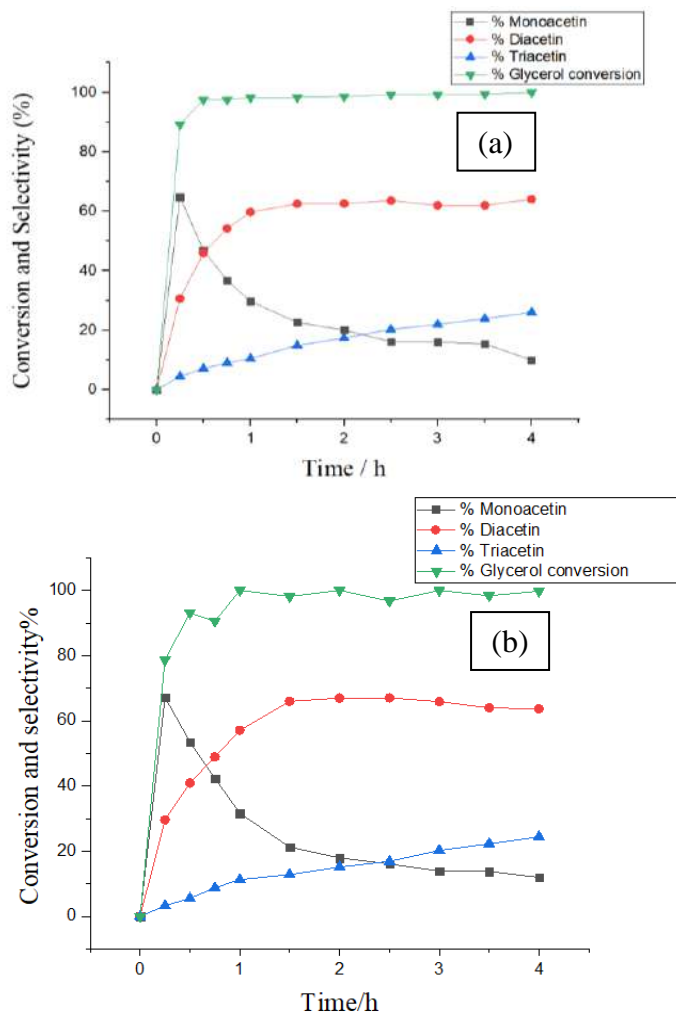 % Monoacetin
% Diacetin
% Triacetin
% Glycerol conversion
(a)
Conversion and Selectivity (%)
100
80
60
40
20
0
0 1 2 3 4
Time / h
% Monoacetin
% Diacetin
% Triacetin
% Glycerol conversion
(b)
Conversion and selectivity%
100
80
60
40
20
0
0 1 2 3 4
Time/h